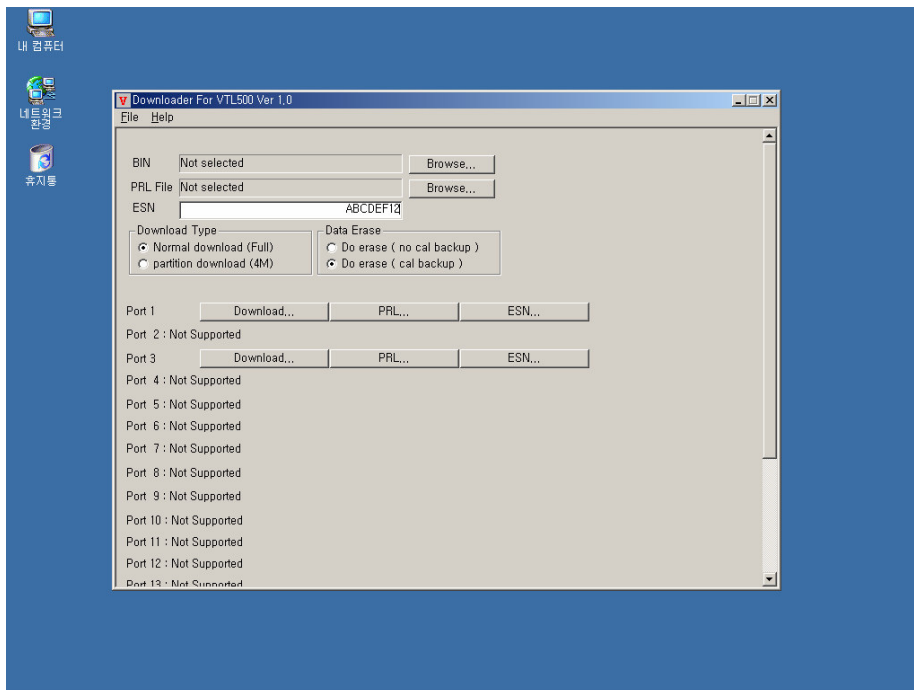 내 컴퓨터
네트워크
환경
휴지통
Downloader For VTL500 Ver 1.0
File Help
BIN Not selected Browse...
PRL File Not selected Browse...
ESN ABCDEF12
Download Type Data Erase
Normal download (Full) Do erase ( no cal backup )
partition download (4M) Do erase ( cal backup )
Port 1 Download... PRL... ESN...
Port 2 : Not Supported
Port 3 Download... PRL... ESN...
Port 4 : Not Supported
Port 5 : Not Supported
Port 6 : Not Supported
Port 7 : Not Supported
Port 8 : Not Supported
Port 9 : Not Supported
Port 10 : Not Supported
Port 11 : Not Supported
Port 12 : Not Supported
Port 13 : Not Supported